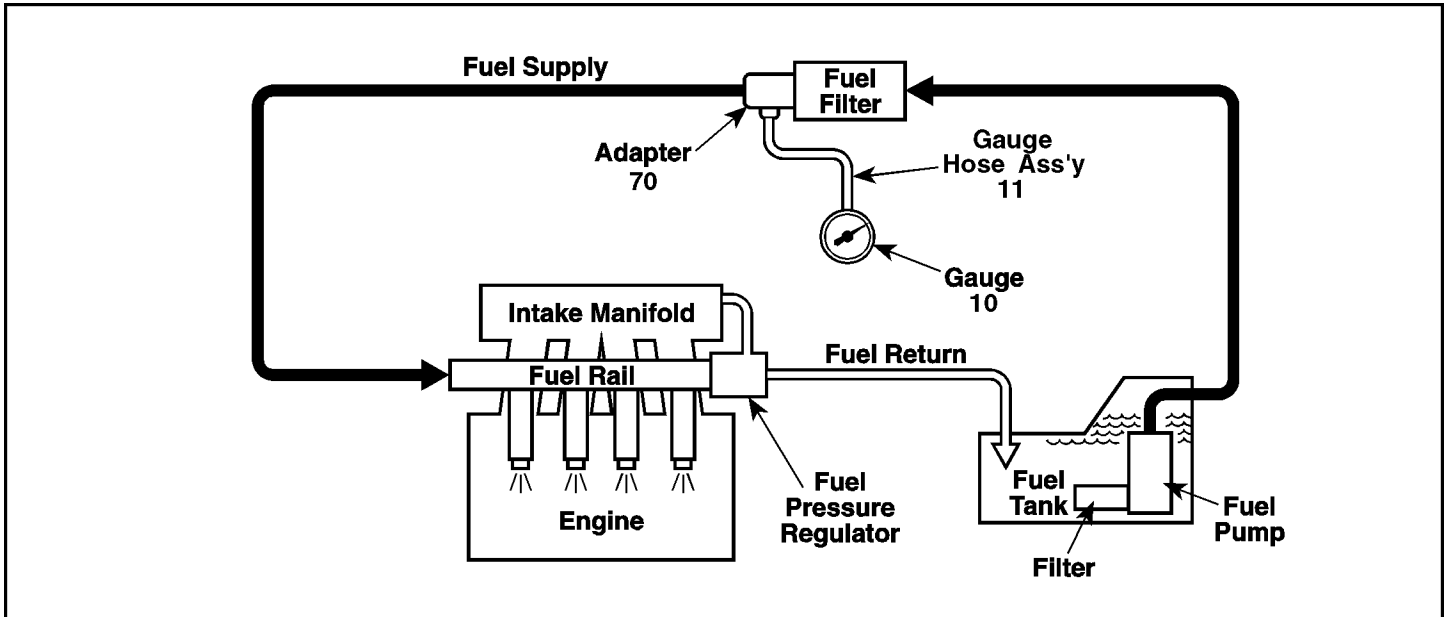 Fuel Supply
Fuel
Filter
Adapter
70
Gauge
Hose Ass'y
11
Gauge
10
Intake Manifold
Fuel Rail
Fuel Return
Engine
Fuel
Pressure
Regulator
Fuel
Tank
Filter
Fuel
Pump